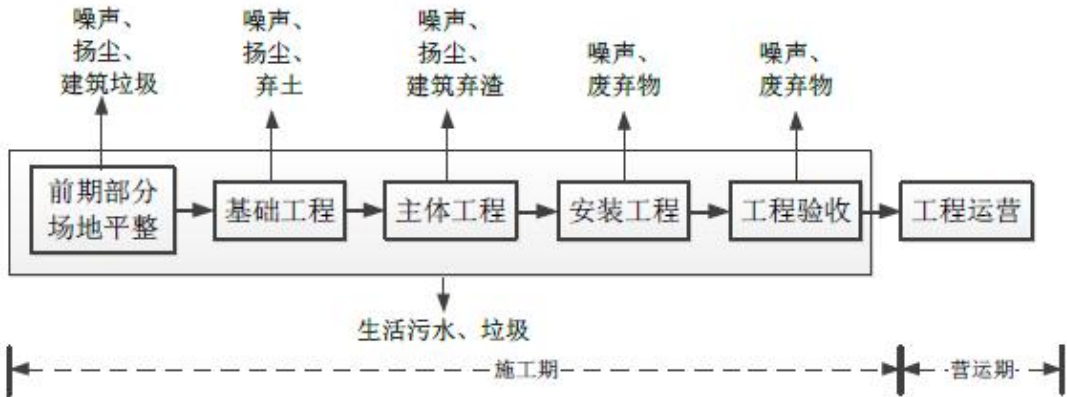 噪声、
扬尘、
建筑垃圾
噪声、
扬尘、
弃土
噪声、
扬尘、
建筑弃渣
噪声、
废弃物
噪声、
废弃物
前期部分
场地平整
基础工程
主体工程
安装工程
工程验收
工程运营
生活污水、垃圾
施工期
营运期